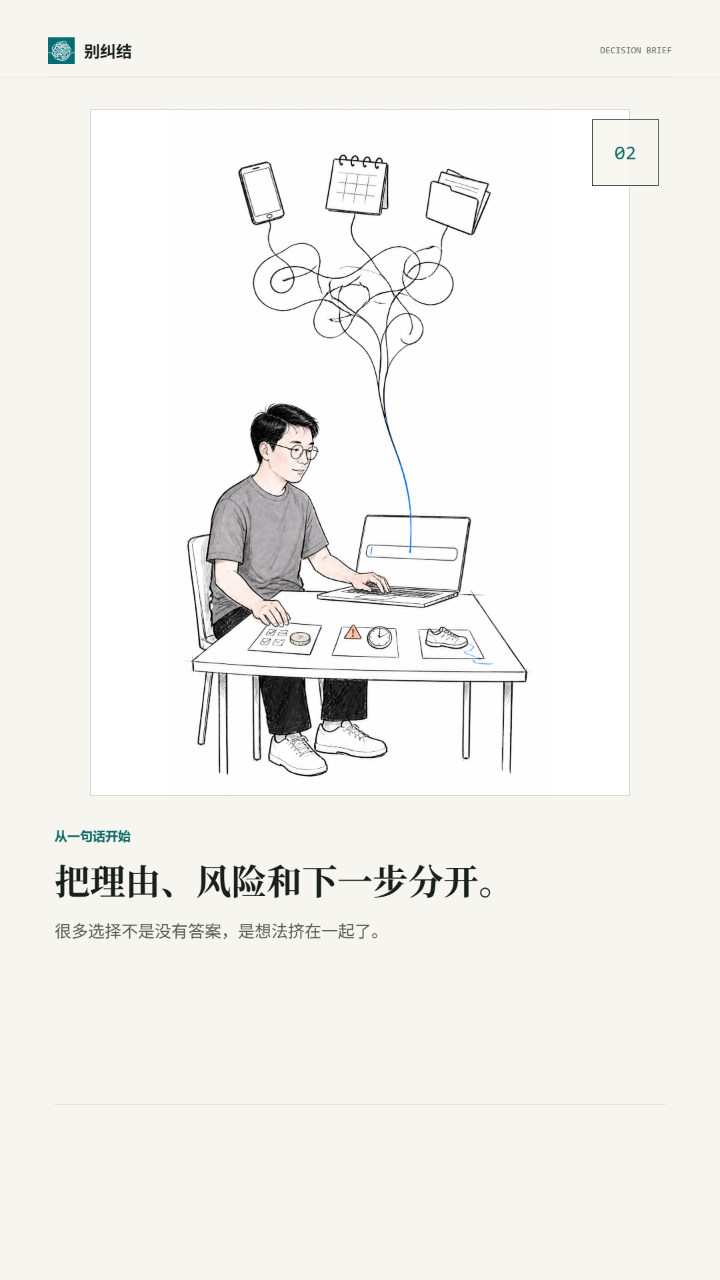 别纠结
DECISION BRIEF
02
从一句话开始
把理由、风险和下一步分开。
很多选择不是没有答案，是想法挤在一起了。